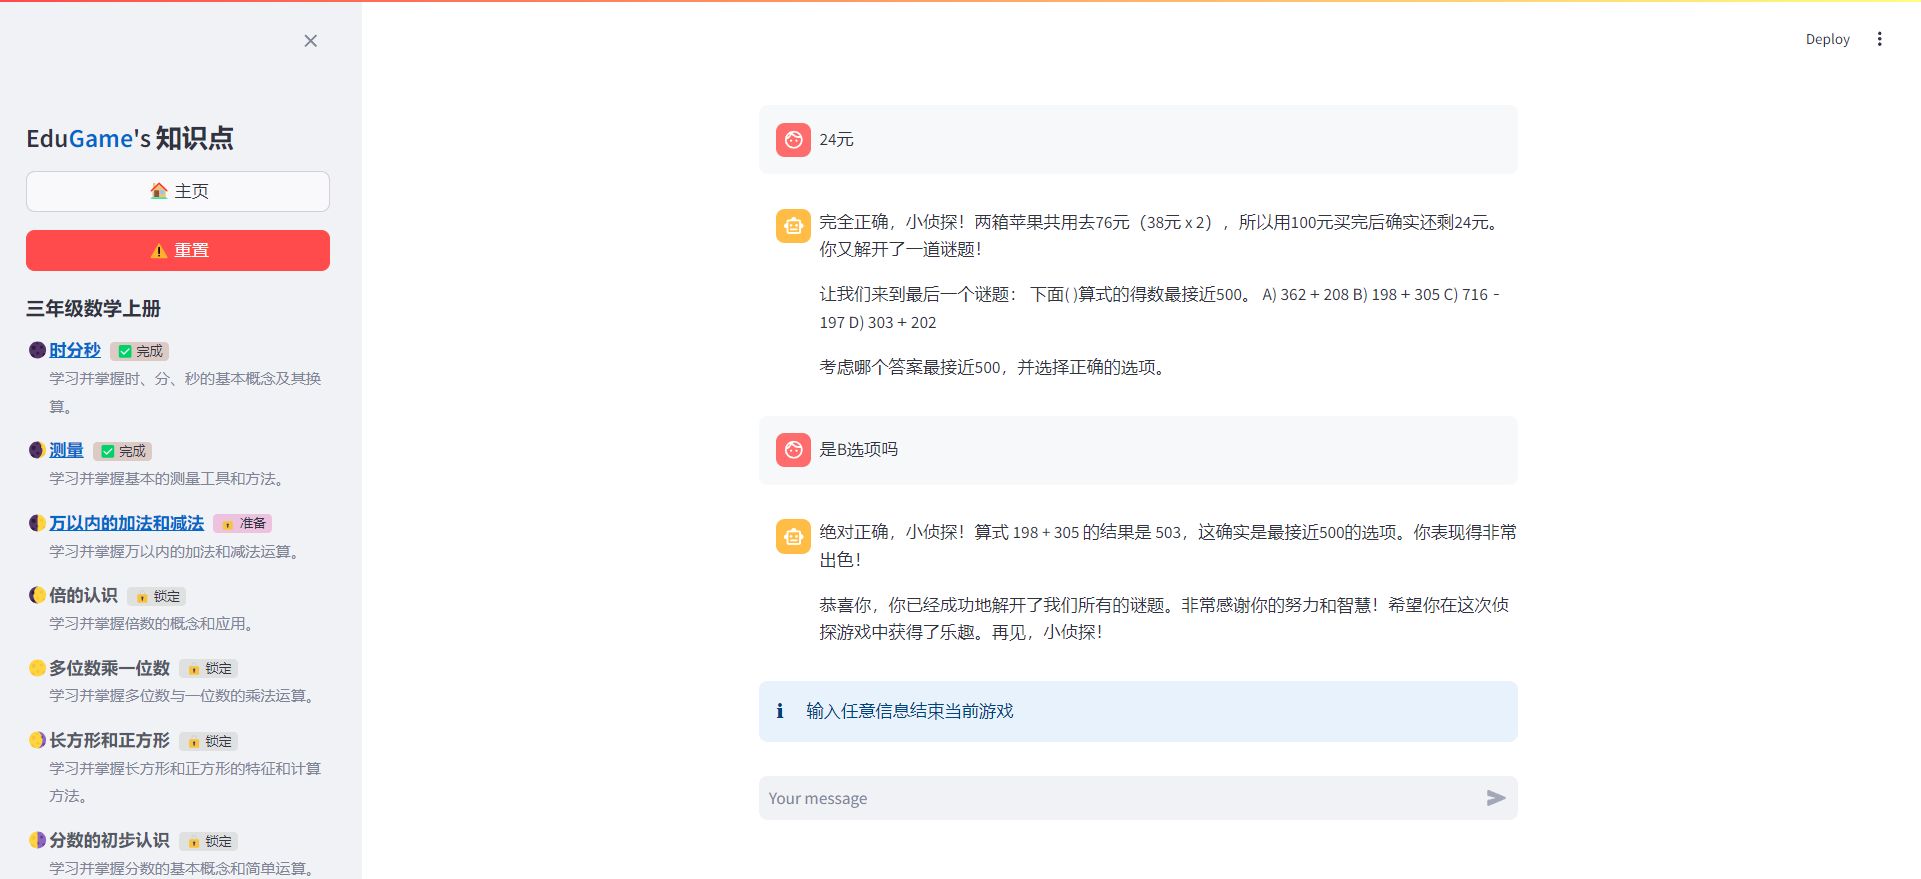 Deploy
EduGame's 知识点
主页
重置
三年级数学上册
时分秒 完成
学习并掌握时、分、秒的基本概念及其换
算。
测量 完成
学习并掌握基本的测量工具和方法。
万以内的加法和减法 准备
学习并掌握万以内的加法和减法运算。
倍的认识 锁定
学习并掌握倍数的概念和应用。
多位数乘一位数 锁定
学习并掌握多位数与一位数的乘法运算。
长方形和正方形 锁定
学习并掌握长方形和正方形的特征和计算
方法。
分数的初步认识 锁定
学习并掌握分数的基本概念和简单运算。
24元
完全正确，小侦探！两箱苹果共用去76元（38元 x 2），所以用100元买完后确实还剩24元。
你又解开了一道谜题！
让我们来到最后一个谜题： 下面( )算式的得数最接近500。 A) 362 + 208 B) 198 + 305 C) 716 -
197 D) 303 + 202
考虑哪个答案最接近500，并选择正确的选项。
是B选项吗
绝对正确，小侦探！算式 198 + 305 的结果是 503，这确实是最接近500的选项。你表现得非常
出色！
恭喜你，你已经成功地解开了我们所有的谜题。非常感谢你的努力和智慧！希望你在这次侦
探游戏中获得了乐趣。再见，小侦探！
输入任意信息结束当前游戏
Your message